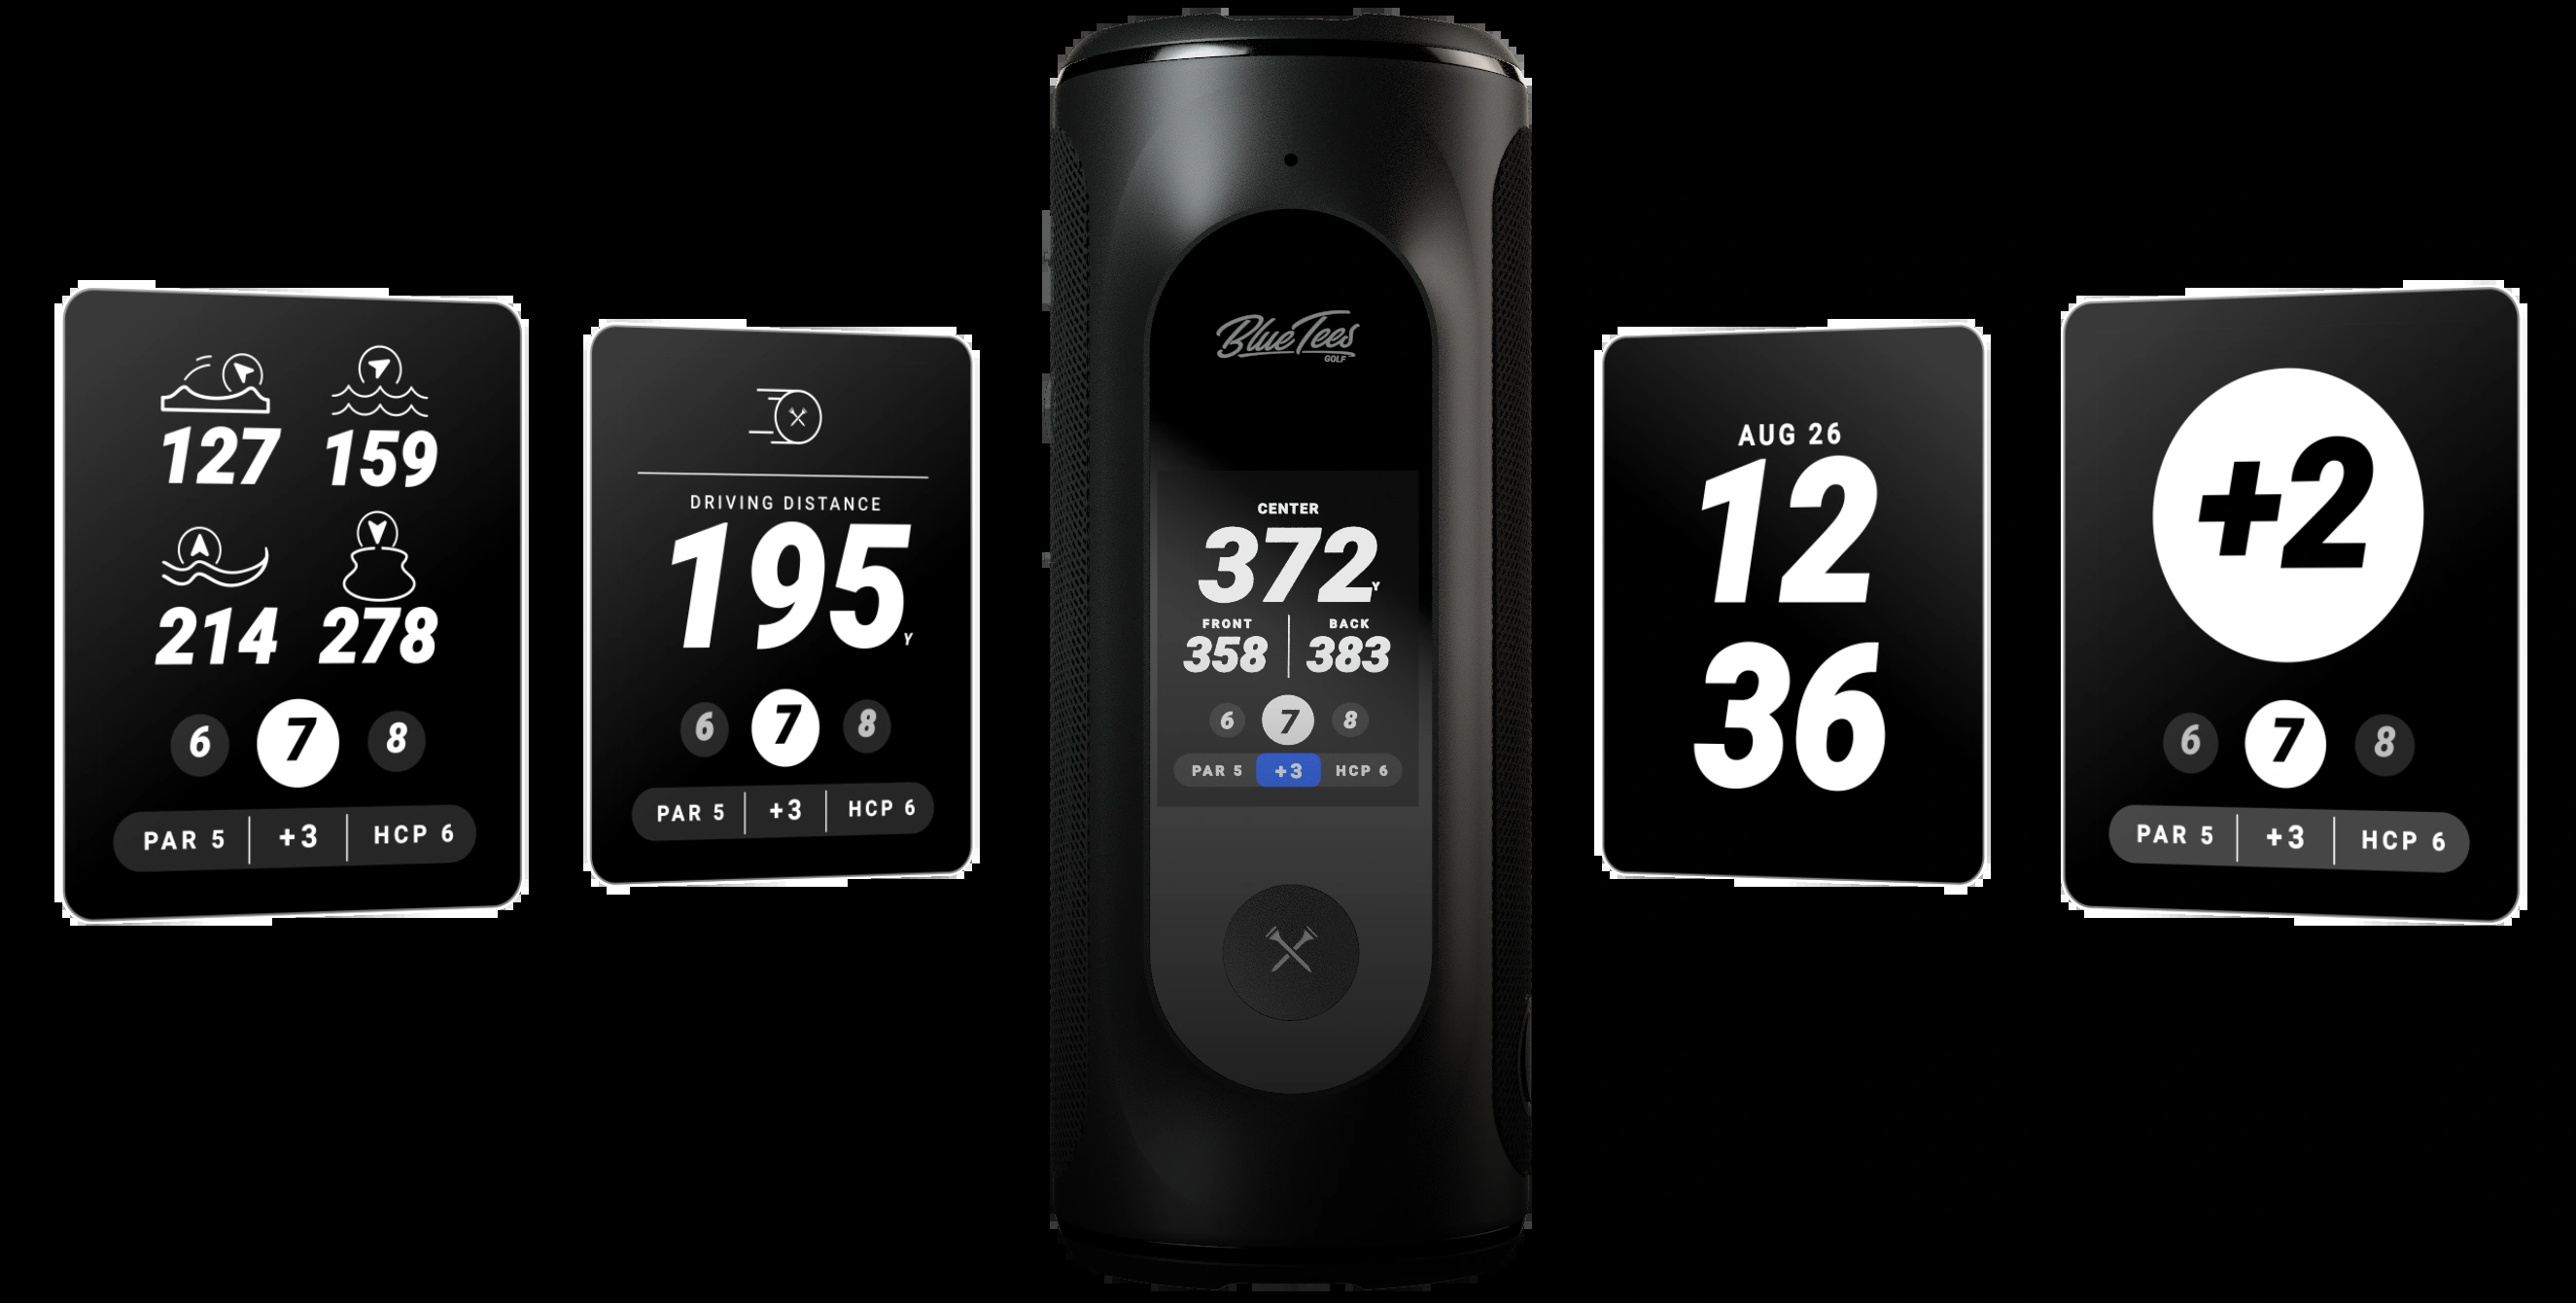 127 159
214 278
6 7 8
PAR 5 +3 HCP 6
DRIVING DISTANCE
195Y
6 7 8
PAR 5 +3 HCP 6
Blue Tees
GOLF
CENTER
372Y
FRONT BACK
358 383
6 7 8
PAR 5 +3 HCP 6
AUG 26
12
36
+2
6 7 8
PAR 5 +3 HCP 6